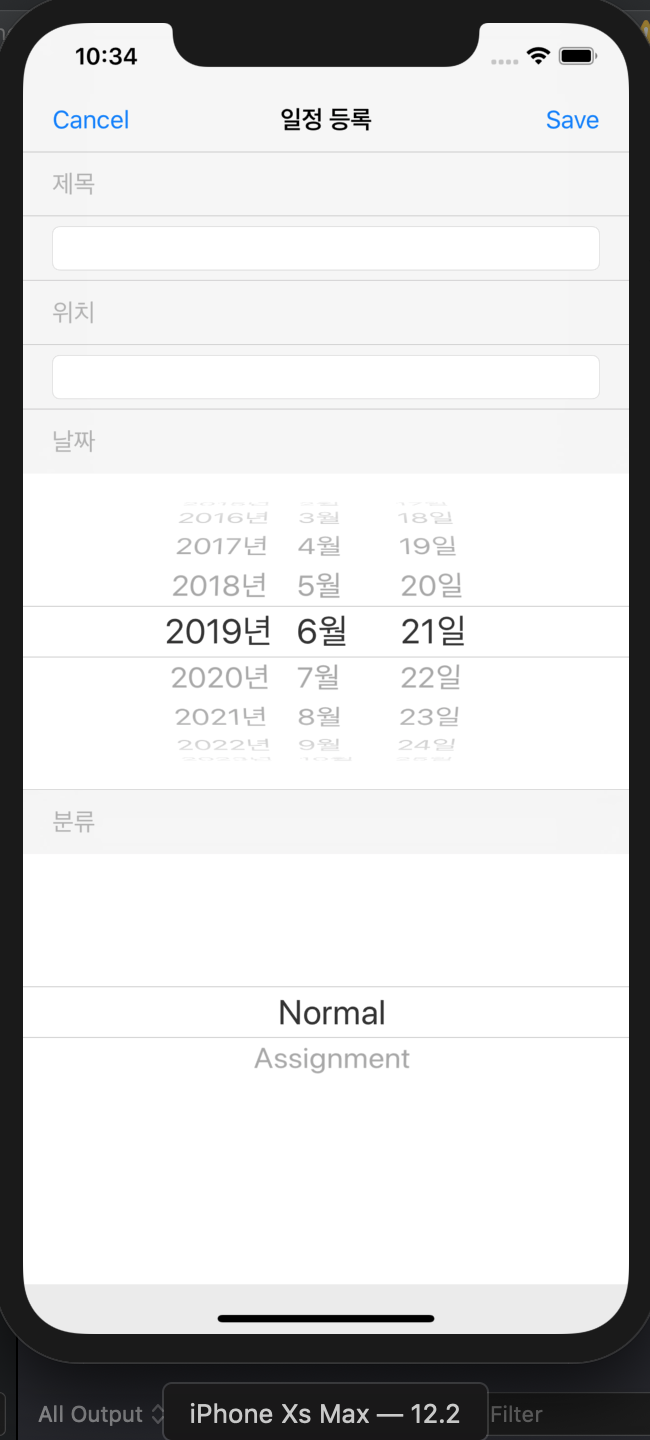 10:34
Cancel 일정 등록 Save
제목
위치
날짜
2016년 3월 18일
2017년 4월 19일
2018년 5월 20일
2019년 6월 21일
2020년 7월 22일
2021년 8월 23일
2022년 9월 24일
분류
Normal
Assignment
All Output
iPhone Xs Max — 12.2
Filter